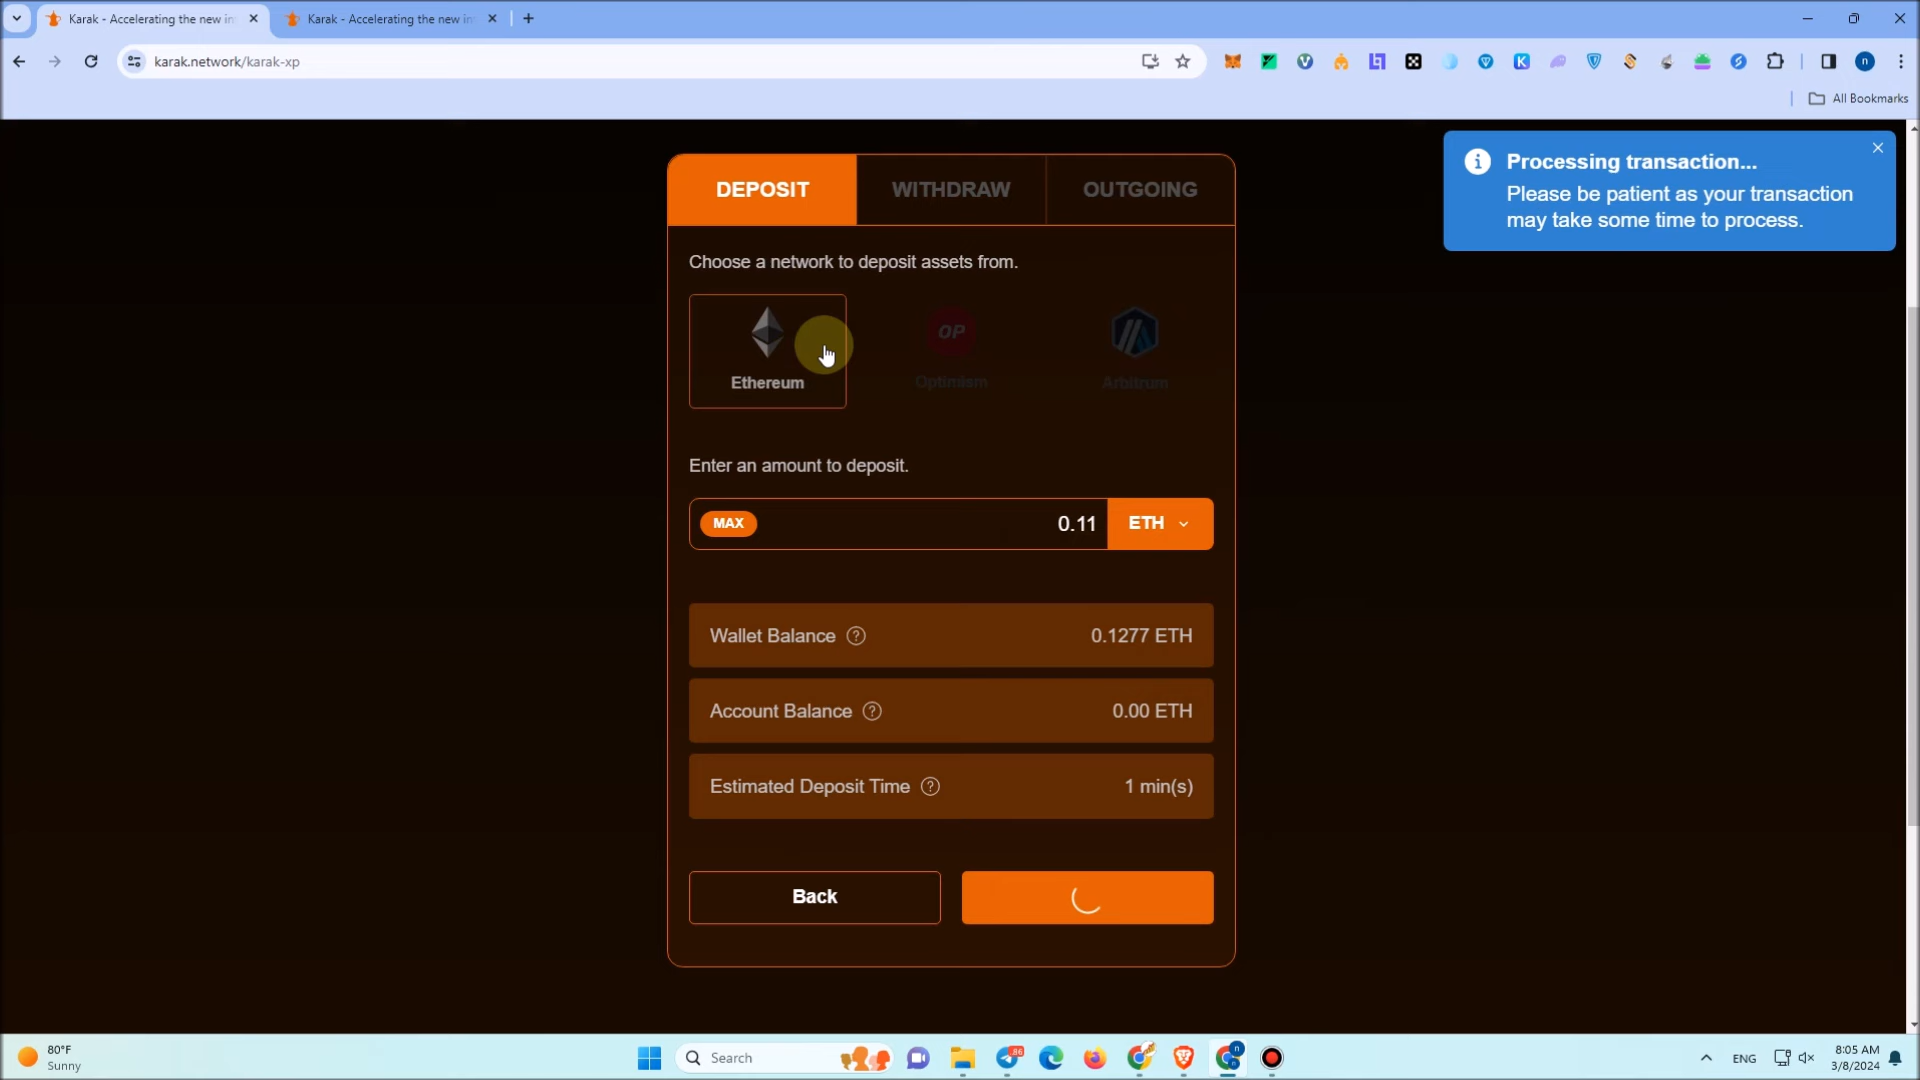 Karak - Accelerating the new in
Karak - Accelerating the new in
karak.network/karak-xp
All Bookmarks
Processing transaction...
Please be patient as your transaction
may take some time to process.
DEPOSIT
WITHDRAW
OUTGOING
Choose a network to deposit assets from.
OP
Ethereum
Optimism
Arbitrum
Enter an amount to deposit.
MAX
0.11
ETH
Wallet Balance
0.1277 ETH
Account Balance
0.00 ETH
Estimated Deposit Time
1 min(s)
Back
80°F
Sunny
Search
86
ENG
8:05 AM
3/8/2024